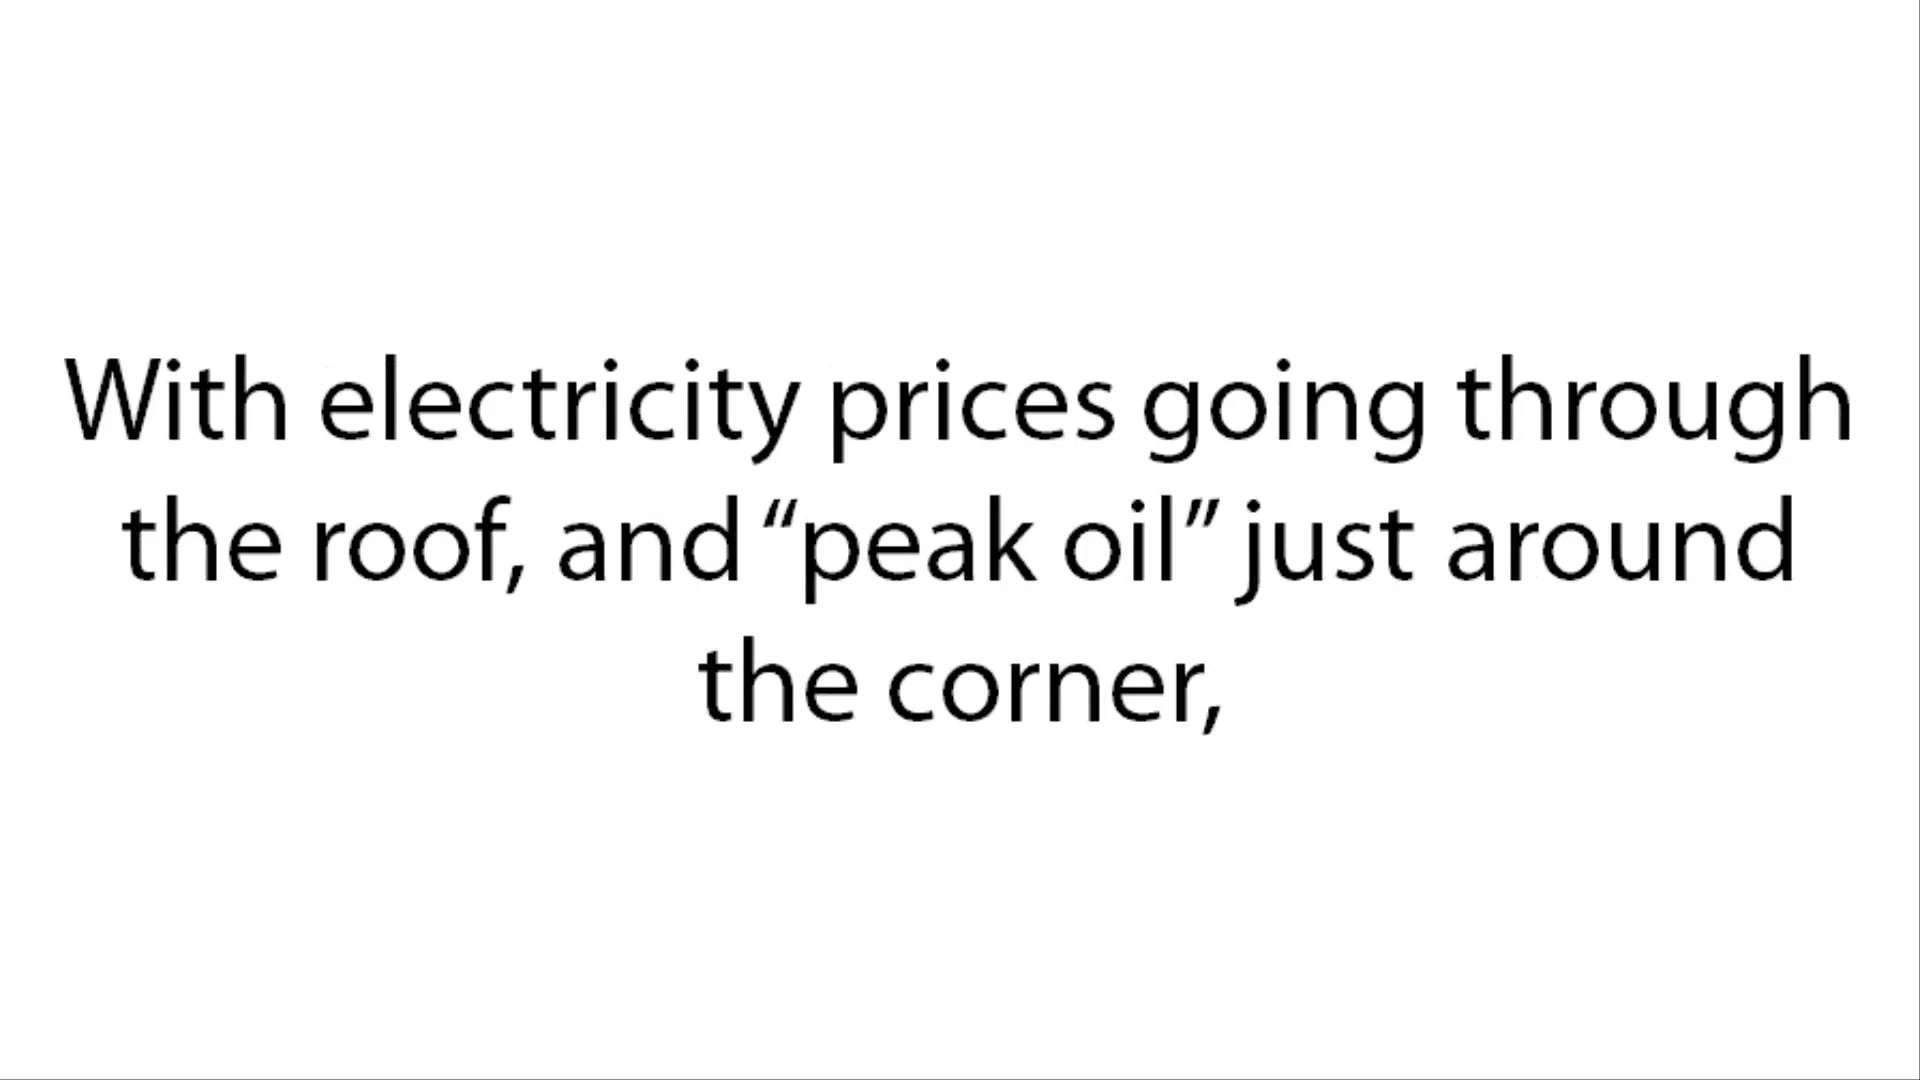 With electricity prices going through
the roof, and “peak oil” just around
the corner,